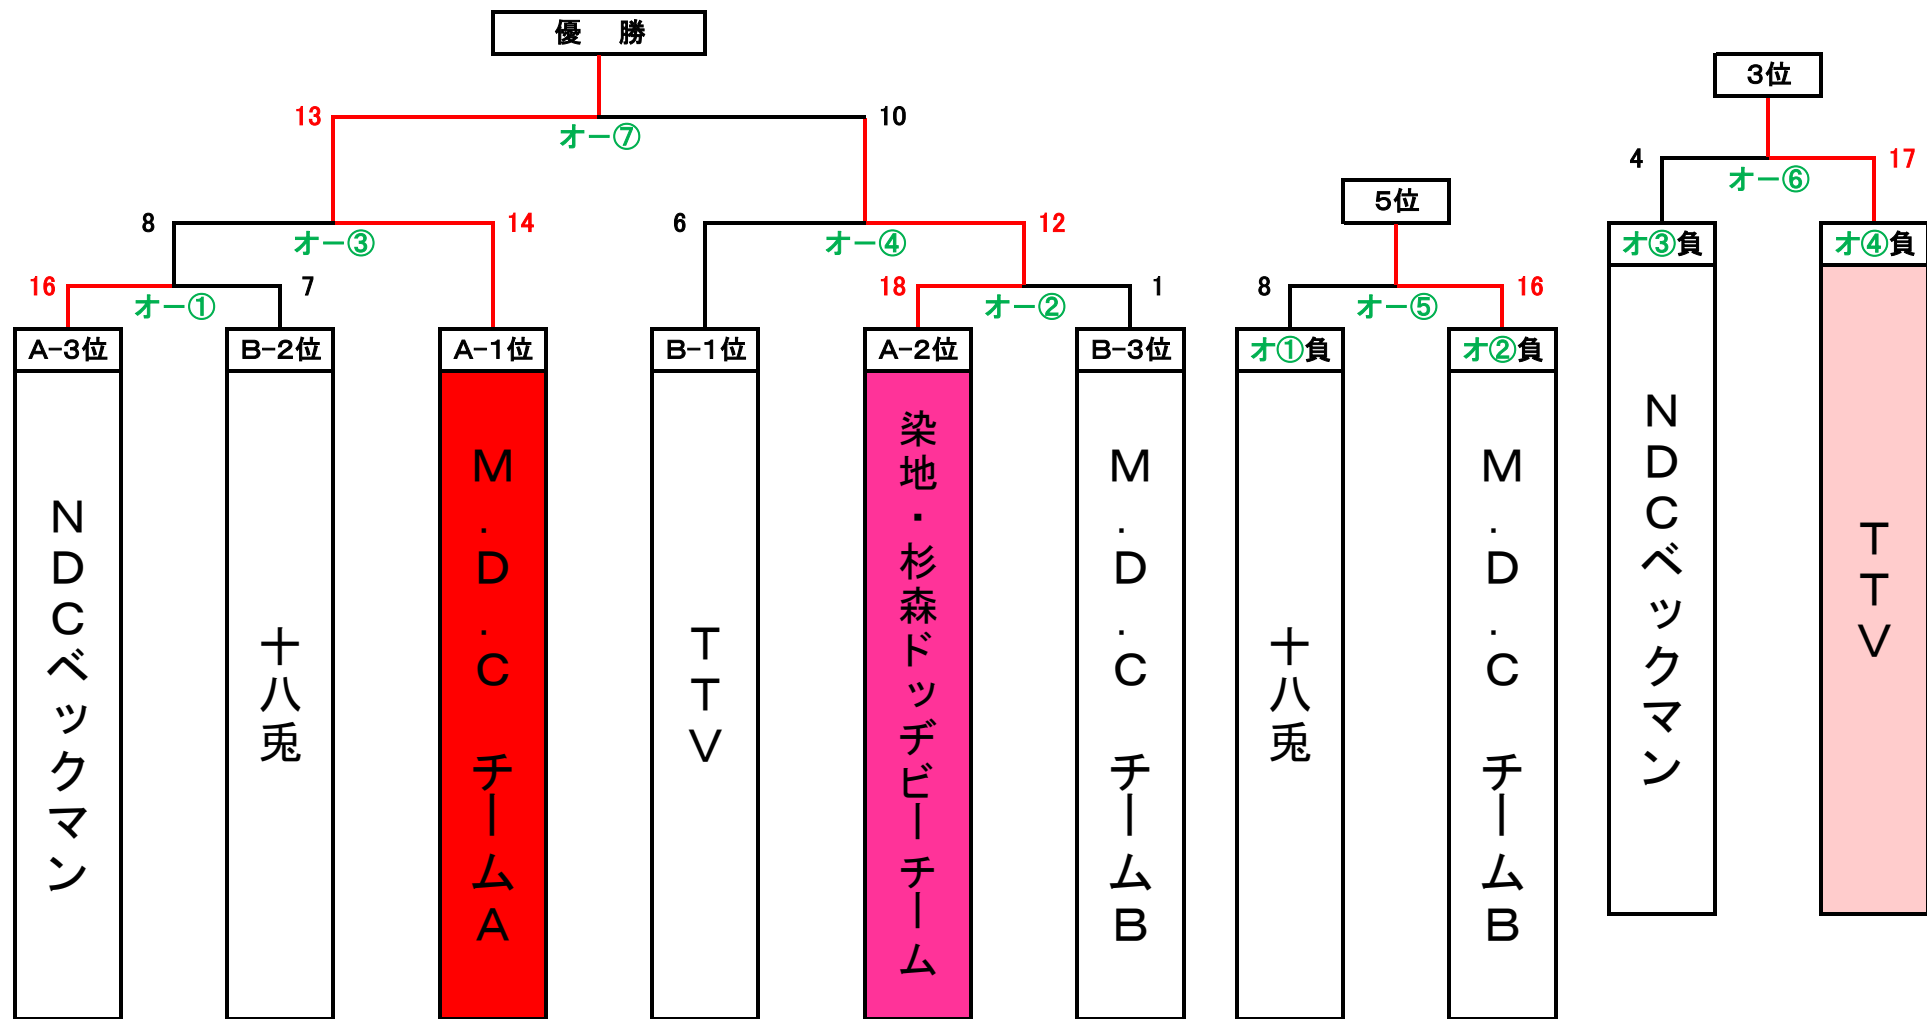 優　勝
3位
13
10
オー⑦
4
17
オー⑥
5位
8
14
オー③
6
12
オー④
オ③負
オ④負
16
7
オー①
18
1
オー②
8
16
オー⑤
A-3位
B-2位
A-1位
B-1位
A-2位
B-3位
オ①負
オ②負
NDCベックマン
十八兎
M.D.C チームA
TTV
染地・杉森ドッヂビーチーム
M.D.C チームB
十八兎
M.D.C チームB
NDCベックマン
TTV